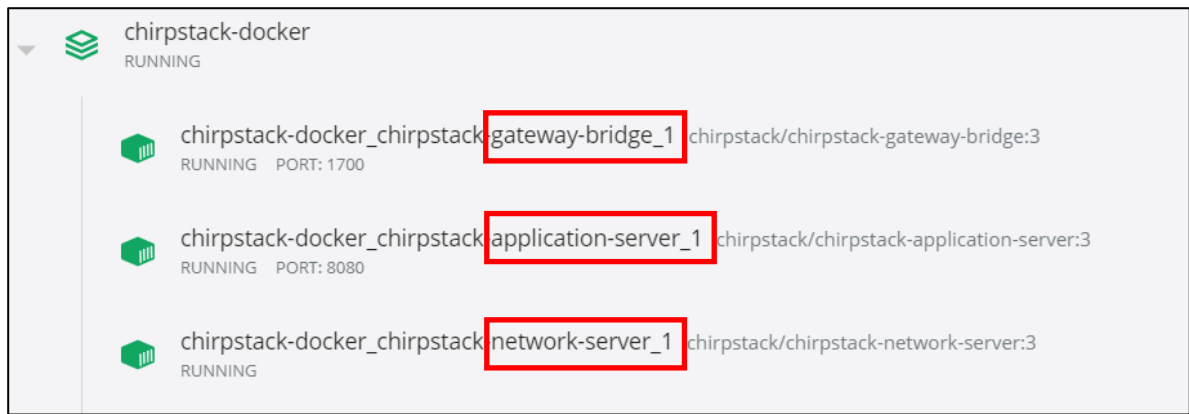 chirpstack-docker
RUNNING
chirpstack-docker_chirpstack-gateway-bridge_1 chirpstack/chirpstack-gateway-bridge:3
RUNNING PORT: 1700
chirpstack-docker_chirpstack-application-server_1 chirpstack/chirpstack-application-server:3
RUNNING PORT: 8080
chirpstack-docker_chirpstack-network-server_1 chirpstack/chirpstack-network-server:3
RUNNING